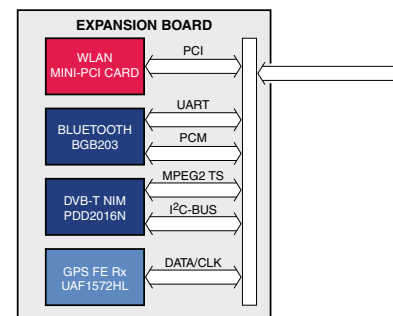 EXPANSION BOARD
WLAN
MINI-PCI CARD
PCI
BLUETOOTH
BGB203
UART
PCM
DVB-T NIM
PDD2016N
MPEG2 TS
I²C-BUS
GPS FE Rx
UAF1572HL
DATA/CLK